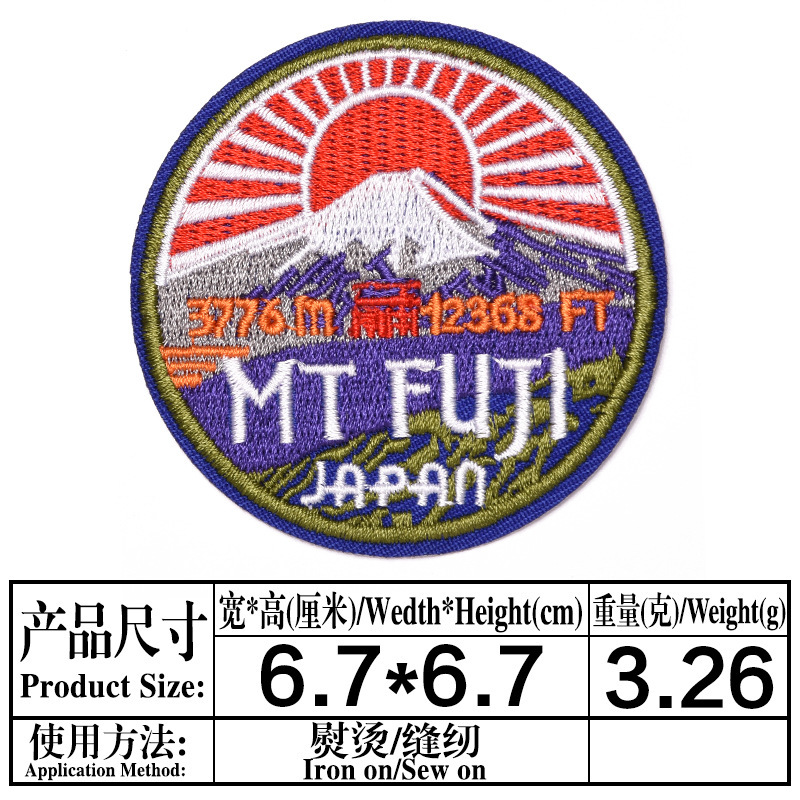 3776 m 12368 FT
MT FUJI
JAPAN
产品尺寸
Product Size:
宽*高(厘米)/Wedth*Height(cm)
6.7*6.7
重量(克)/Weight(g)
3.26
使用方法:
Application Method:
熨烫/缝纫
Iron on/Sew on